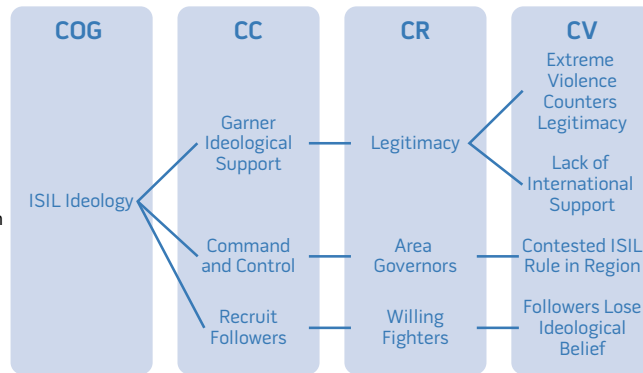 COG
CC
CR
CV
ISIL Ideology
Garner
Ideological
Support
Legitimacy
Extreme
Violence
Counters
Legitimacy
Lack of
International
Support
Command
and Control
Area
Governors
Contested ISIL
Rule in Region
Recruit
Followers
Willing
Fighters
Followers Lose
Ideological
Belief